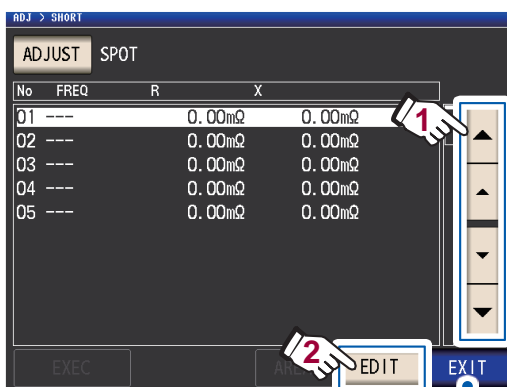 ADJ > SHORT
ADJUST SPOT
No FREQ R X
01 --- 0.00mΩ 0.00mΩ
02 --- 0.00mΩ 0.00mΩ
03 --- 0.00mΩ 0.00mΩ
04 --- 0.00mΩ 0.00mΩ
05 --- 0.00mΩ 0.00mΩ
1
2
EXEC EDIT EXIT